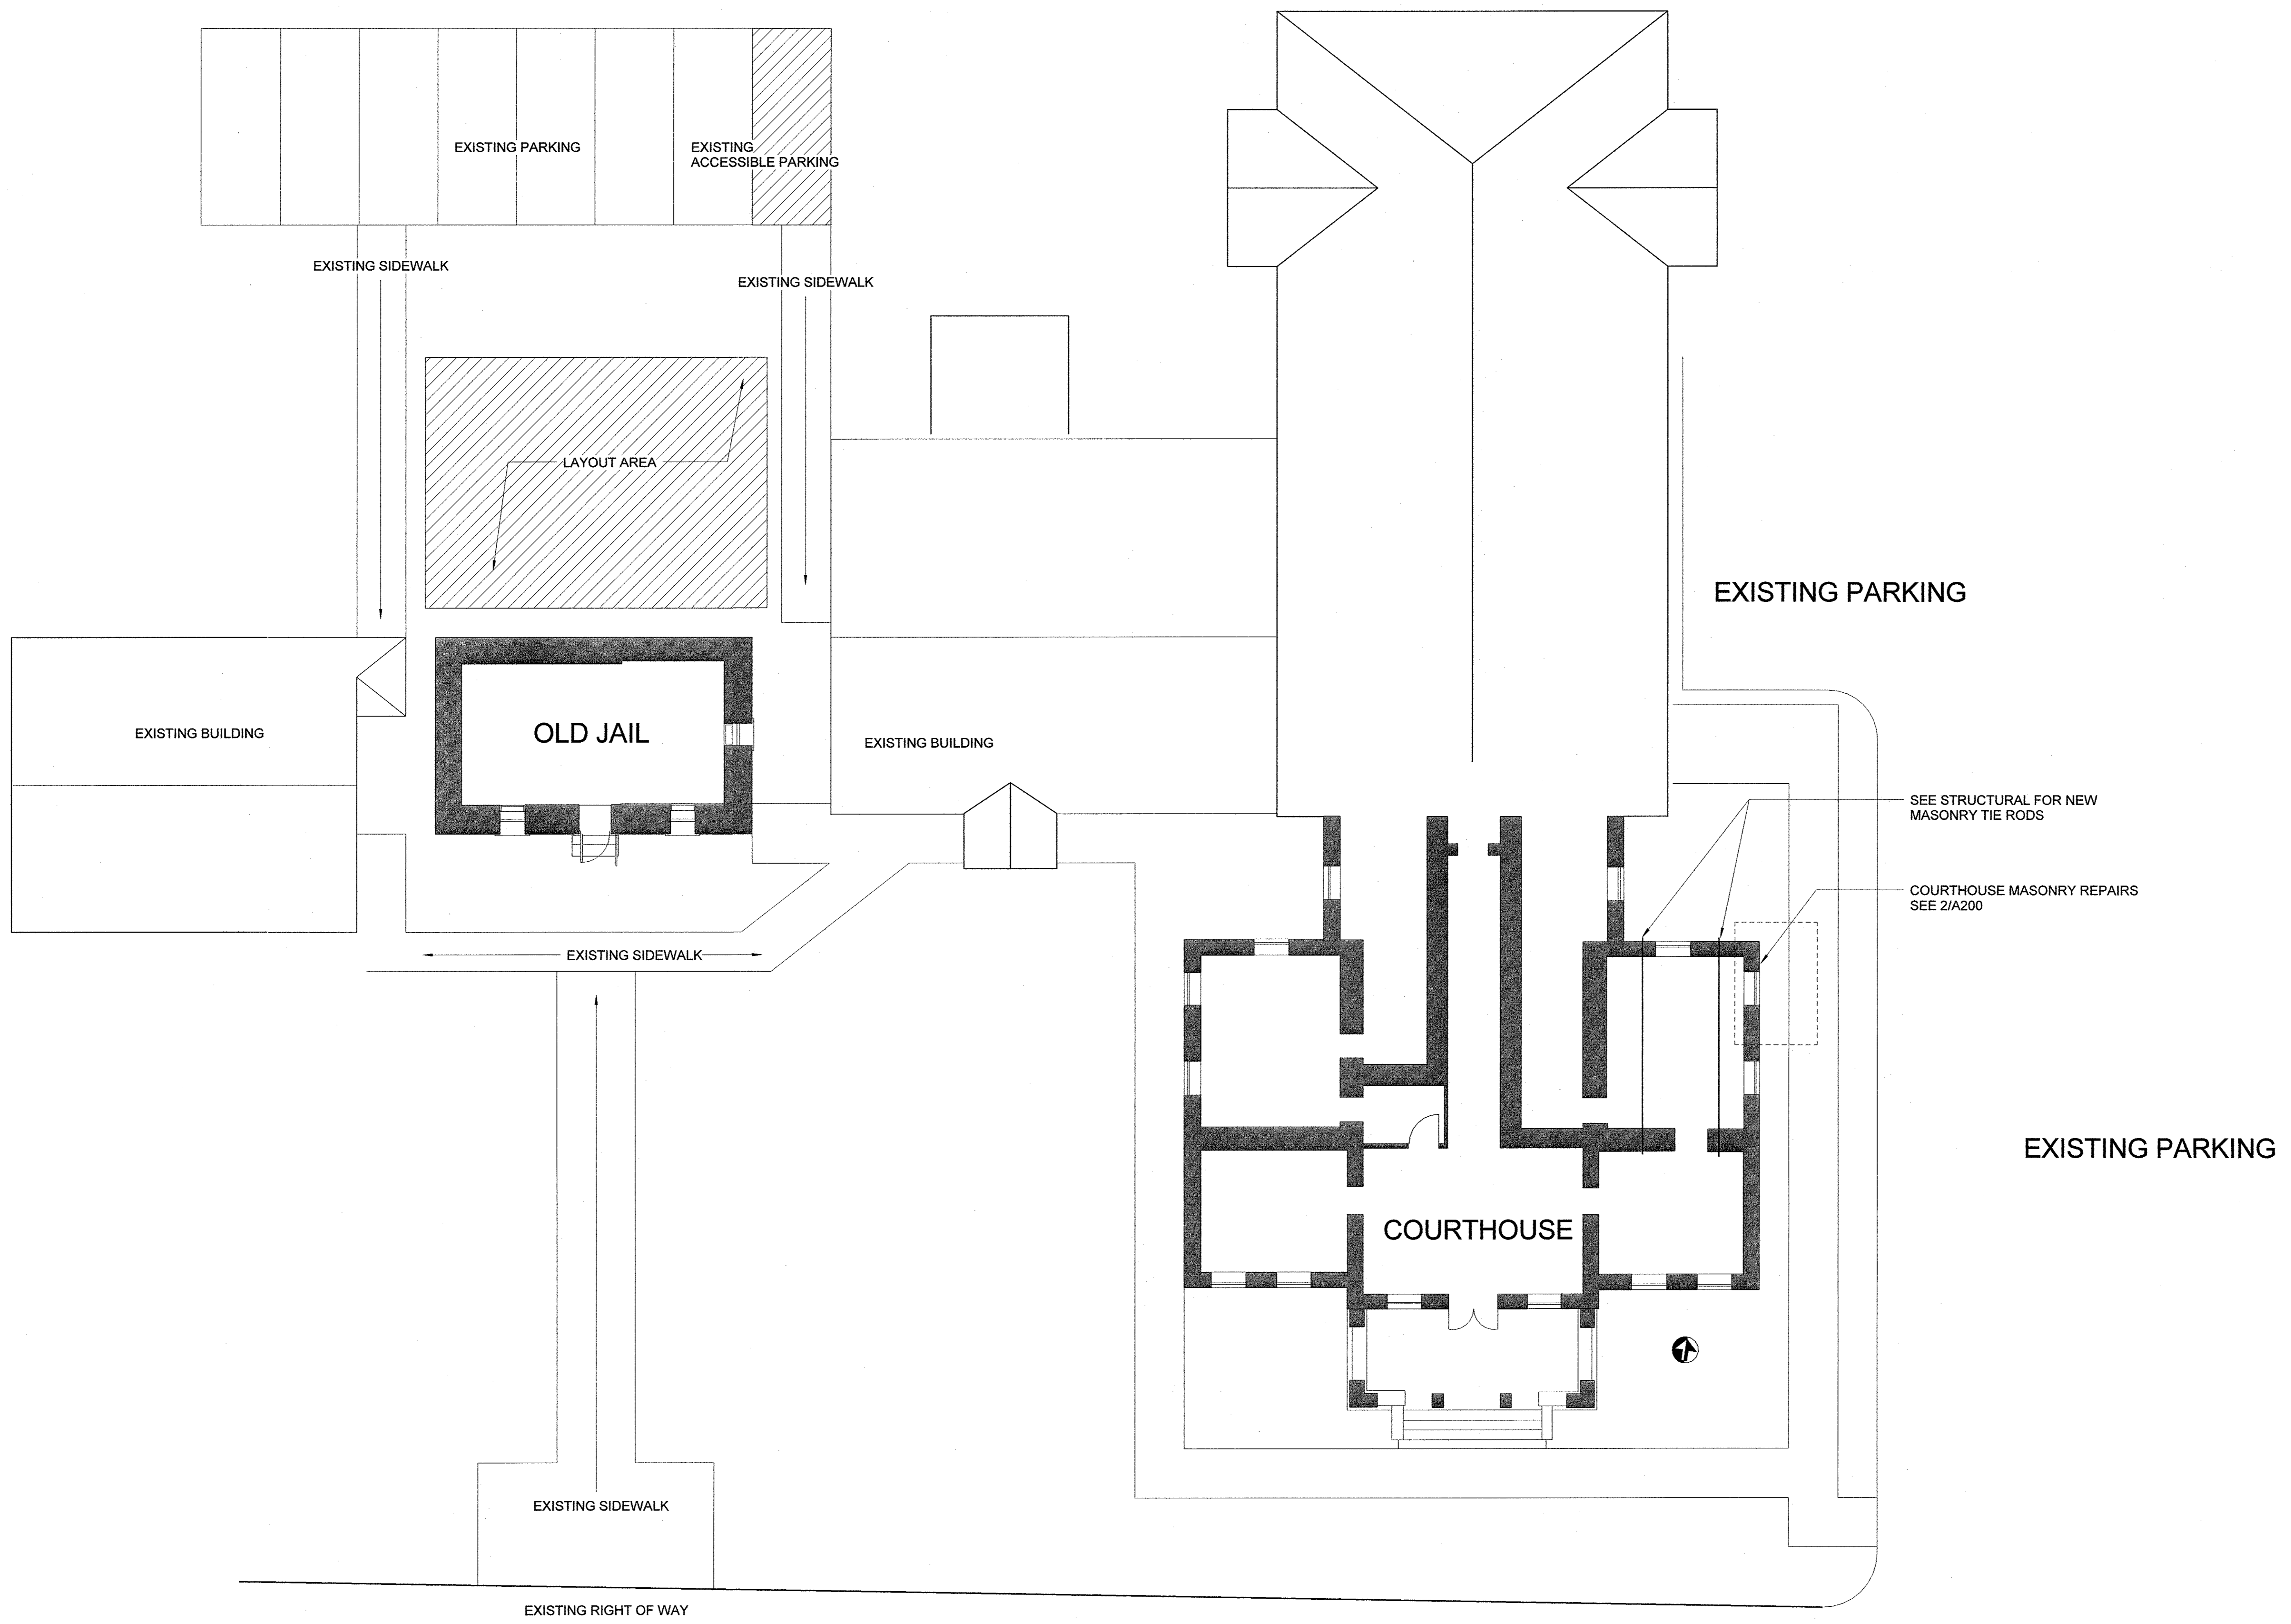 EXISTING PARKING
EXISTING
ACCESSIBLE PARKING
EXISTING SIDEWALK
EXISTING SIDEWALK
LAYOUT AREA
EXISTING PARKING
EXISTING BUILDING
OLD JAIL
EXISTING BUILDING
SEE STRUCTURAL FOR NEW
MASONRY TIE RODS
COURTHOUSE MASONRY REPAIRS
SEE 2/A200
EXISTING SIDEWALK
EXISTING PARKING
COURTHOUSE
EXISTING SIDEWALK
EXISTING RIGHT OF WAY